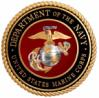 DEPARTMENT OF THE NAVY
UNITED STATES MARINE CORPS